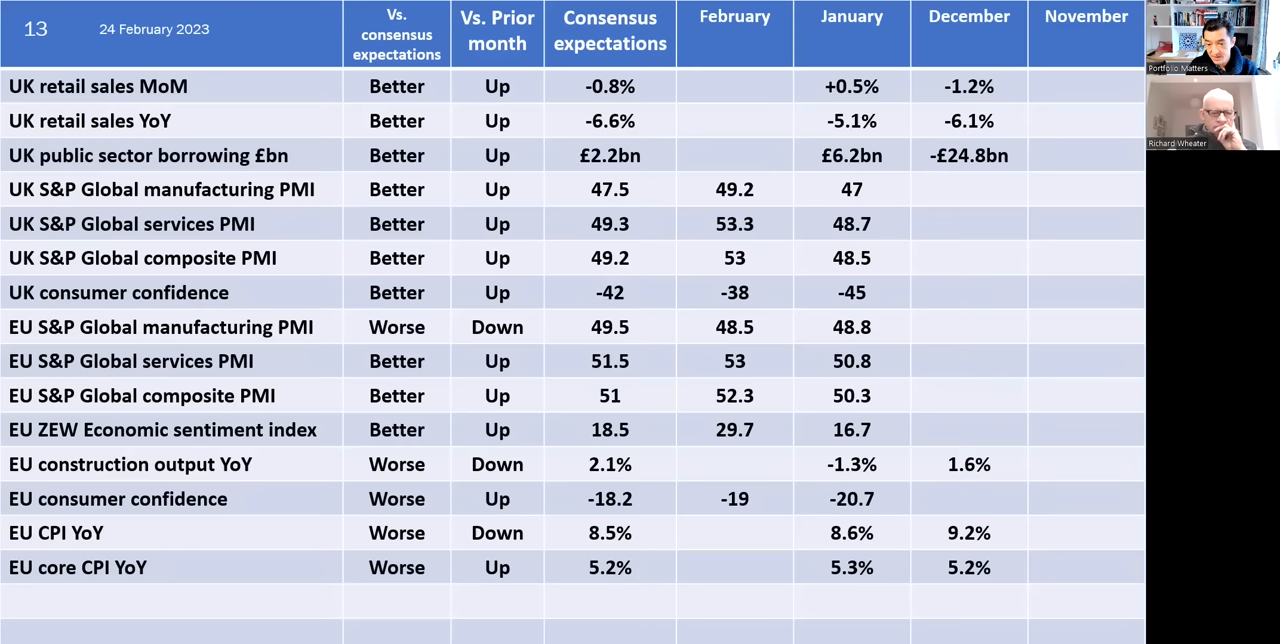 13 24 February 2023 Vs. consensus expectations Vs. Prior month Consensus expectations February January December November
UK retail sales MoM Better Up -0.8% +0.5% -1.2%
UK retail sales YoY Better Up -6.6% -5.1% -6.1%
UK public sector borrowing £bn Better Up £2.2bn £6.2bn -£24.8bn
UK S&P Global manufacturing PMI Better Up 47.5 49.2 47
UK S&P Global services PMI Better Up 49.3 53.3 48.7
UK S&P Global composite PMI Better Up 49.2 53 48.5
UK consumer confidence Better Up -42 -38 -45
EU S&P Global manufacturing PMI Worse Down 49.5 48.5 48.8
EU S&P Global services PMI Better Up 51.5 53 50.8
EU S&P Global composite PMI Better Up 51 52.3 50.3
EU ZEW Economic sentiment index Better Up 18.5 29.7 16.7
EU construction output YoY Worse Down 2.1% -1.3% 1.6%
EU consumer confidence Worse Up -18.2 -19 -20.7
EU CPI YoY Worse Down 8.5% 8.6% 9.2%
EU core CPI YoY Worse Up 5.2% 5.3% 5.2%
Portfolio Matters
Richard Wheater